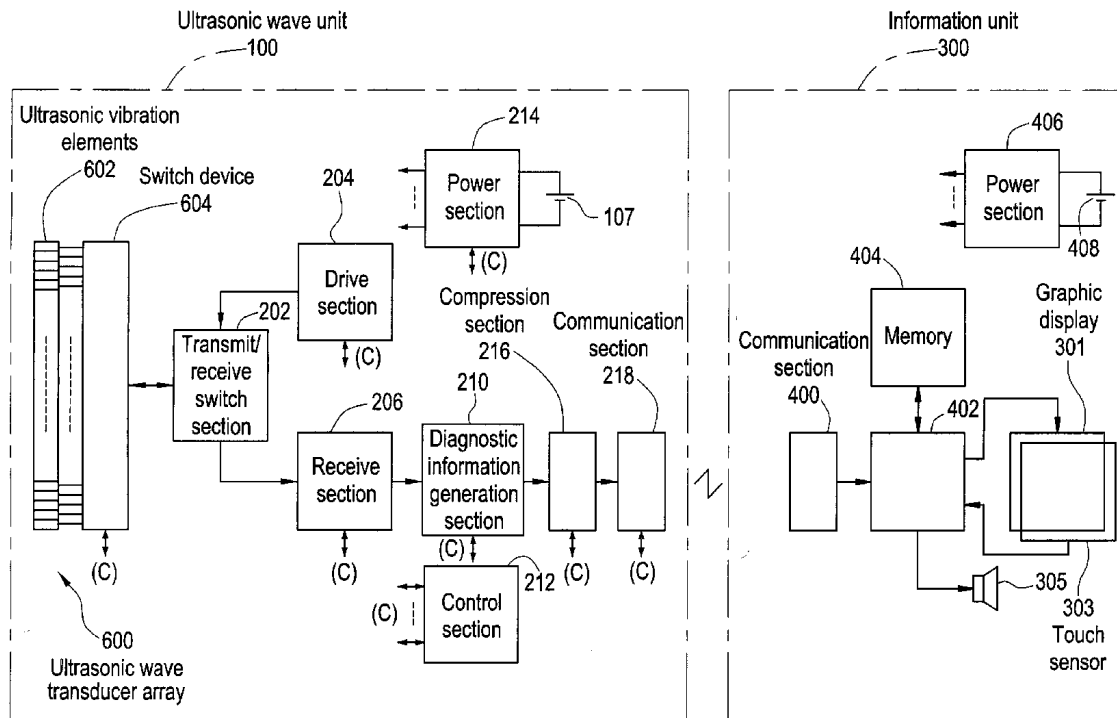 Ultrasonic wave unit
100
Information unit
300
Ultrasonic vibration
elements
602
Switch device
604
204
Drive
section
(C)
214
Power
section
107
(C)
202
Transmit/
receive
switch
section
206
Receive
section
(C)
210
Diagnostic
information
generation
section
(C)
Compression
section
216
(C)
Communication
section
218
(C)
212
Control
section
(C)
(C)
600
Ultrasonic wave
transducer array
406
Power
section
408
404
Memory
Graphic
display
301
Communication
section
400
402
305
303
Touch
sensor